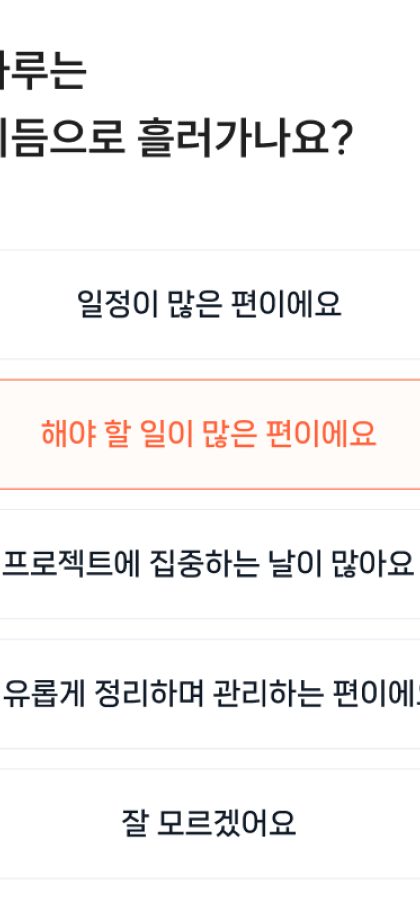 루는
듬으로 흘러가나요?
일정이 많은 편이에요
해야 할 일이 많은 편이에요
프로젝트에 집중하는 날이 많아요
유롭게 정리하며 관리하는 편이에
잘 모르겠어요